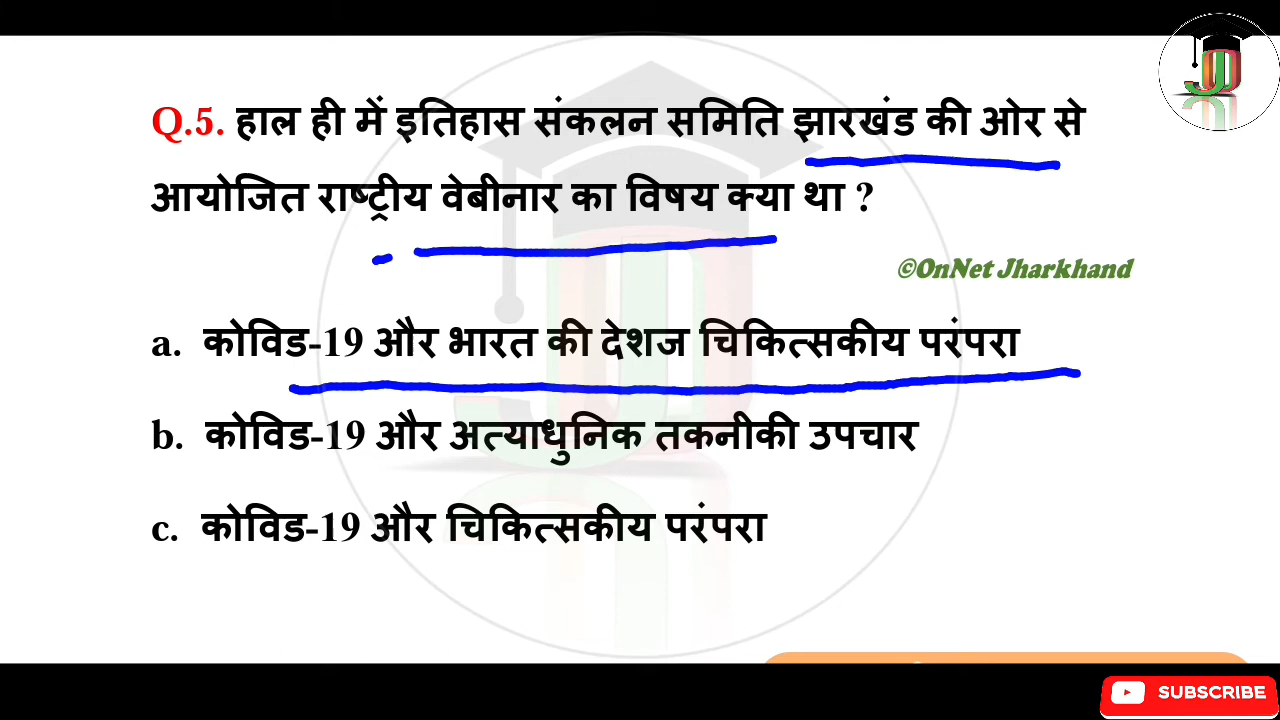 Q.5. हाल ही में इतिहास संकलन समिति झारखंड की ओर से
आयोजित राष्ट्रीय वेबीनार का विषय क्या था ?
©OnNet Jharkhand
a. कोविड-19 और भारत की देशज चिकित्सकीय परंपरा
b. कोविड-19 और अत्याधुनिक तकनीकी उपचार
c. कोविड-19 और चिकित्सकीय परंपरा
SUBSCRIBE